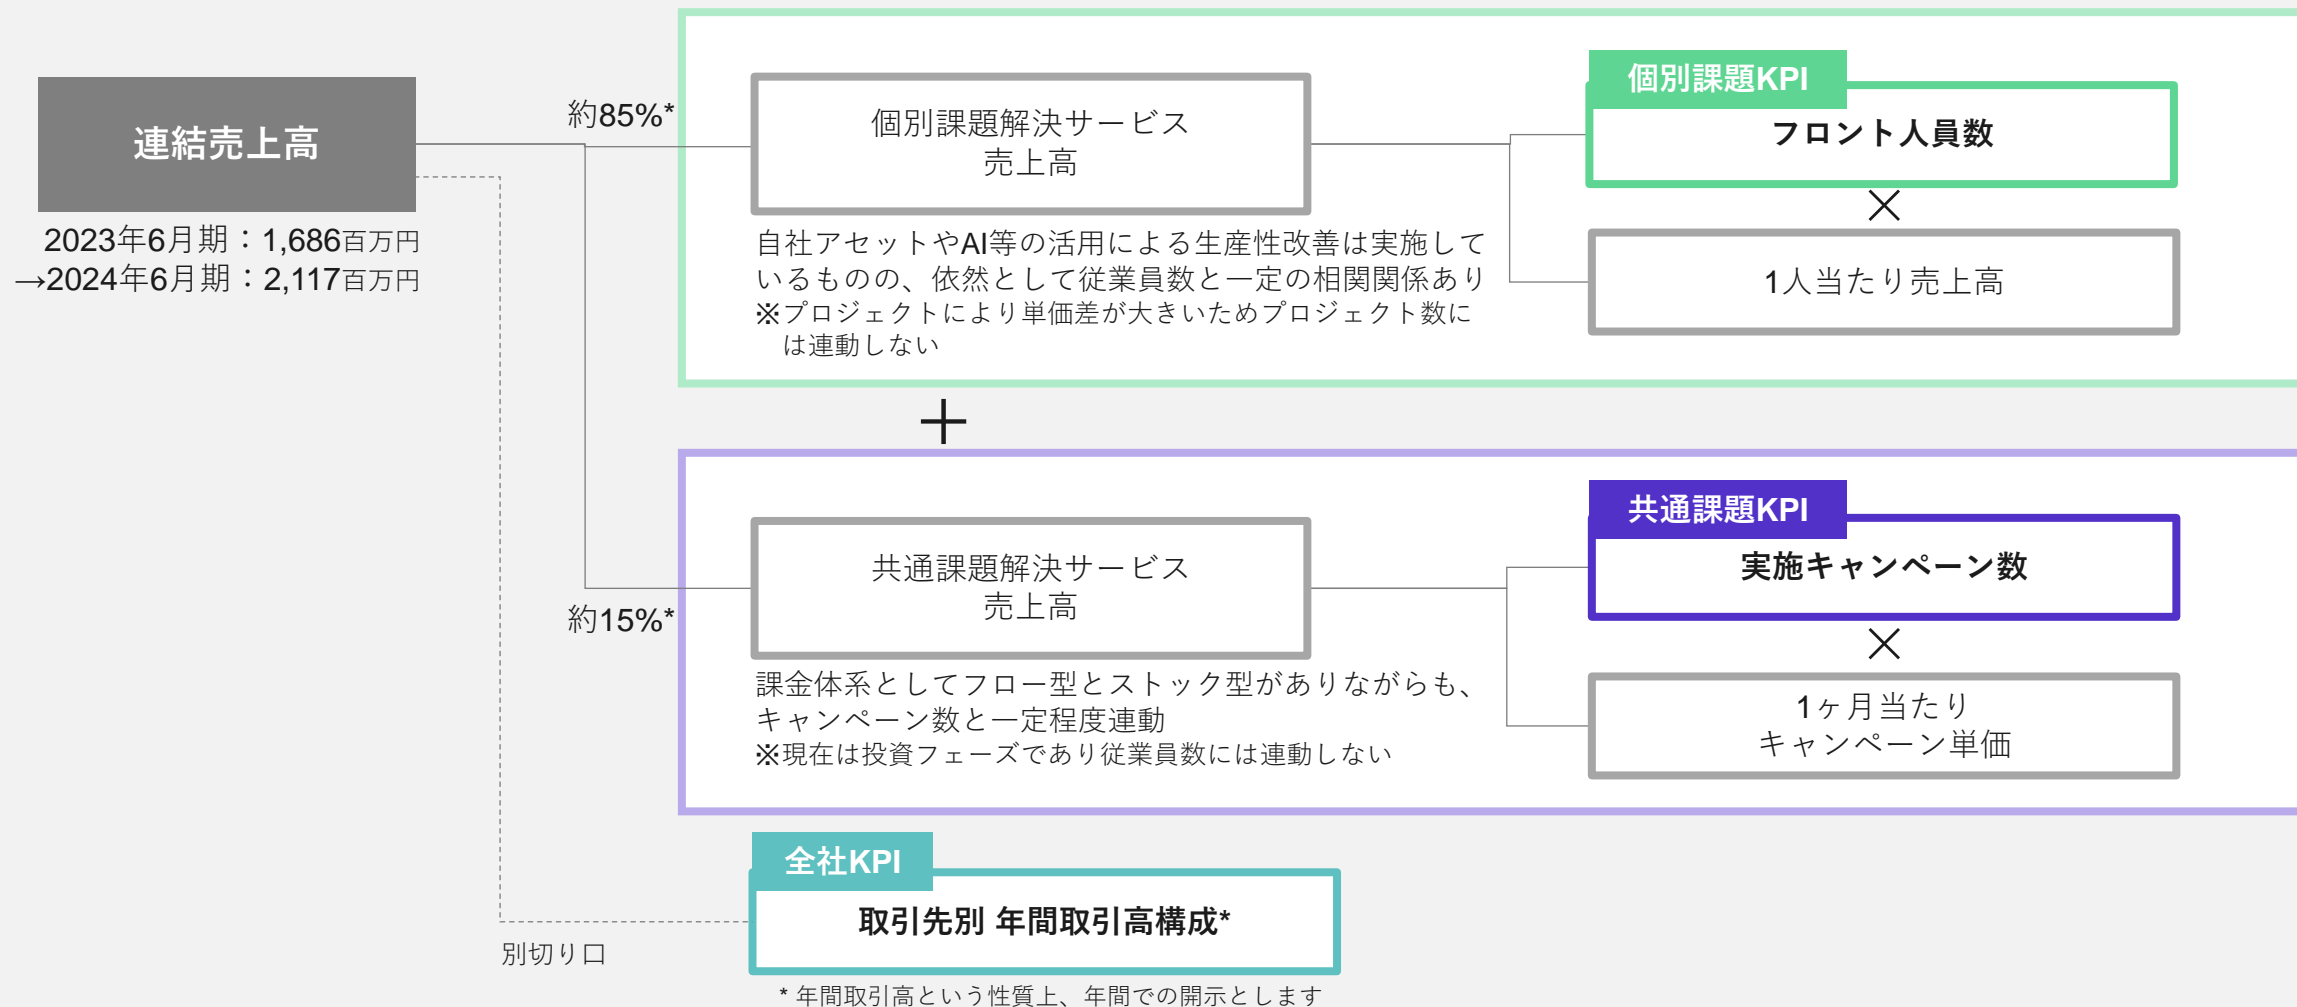 連結売上高
2023年6月期：1,686百万円
→2024年6月期：2,117百万円
約85%*
個別課題解決サービス
売上高
自社アセットやAI等の活用による生産性改善は実施して
いるものの、依然として従業員数と一定の相関関係あり
※プロジェクトにより単価差が大きいためプロジェクト数に
は連動しない
個別課題KPI
フロント人員数
×
1人当たり売上高
＋
約15%*
共通課題解決サービス
売上高
課金体系としてフロー型とストック型がありながらも、
キャンペーン数と一定程度連動
※現在は投資フェーズであり従業員数には連動しない
共通課題KPI
実施キャンペーン数
×
1ヶ月当たり
キャンペーン単価
全社KPI
取引先別 年間取引高構成*
別切り口
* 年間取引高という性質上、年間での開示とします